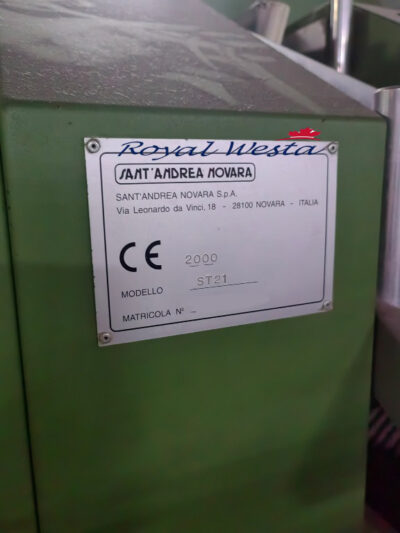 Royal Westa
SANT'ANDREA NOVARA
SANT'ANDREA NOVARA S.p.A.
Via Leonardo da Vinci, 18 - 28100 NOVARA - ITALIA
CE 2000
MODELLO ST21
MATRICOLA N°